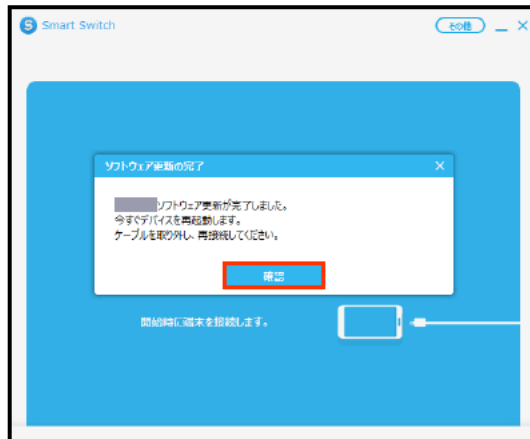 S Smart Switch
その他
ソフトウェア更新の完了
ソフトウェア更新が完了しました。
今すぐデバイスを再起動します。
ケーブルを取り外し、再接続してください。
確認
開始時に端末を接続します。